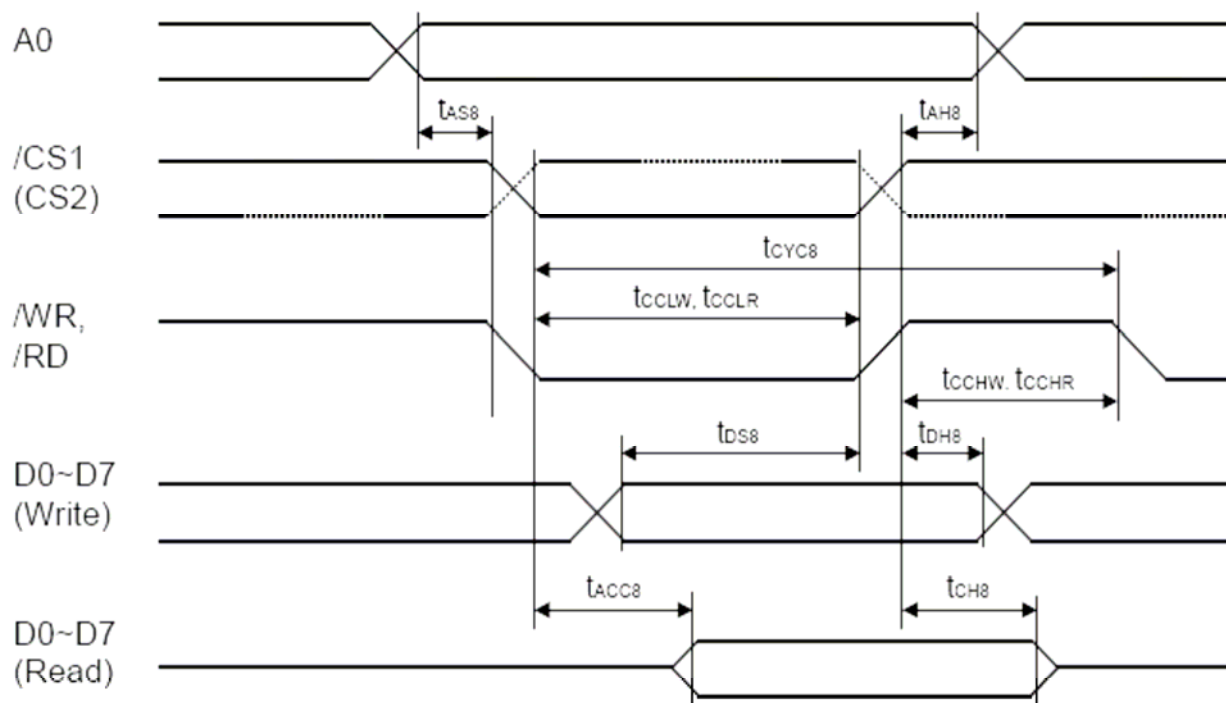 A0
tAS8
tAH8
/CS1
(CS2)
tCYC8
tCCLW, tCCLR
/WR,
/RD
tCCHW. tCCHR
tDS8
tDH8
D0~D7
(Write)
tACC8
tCH8
D0~D7
(Read)